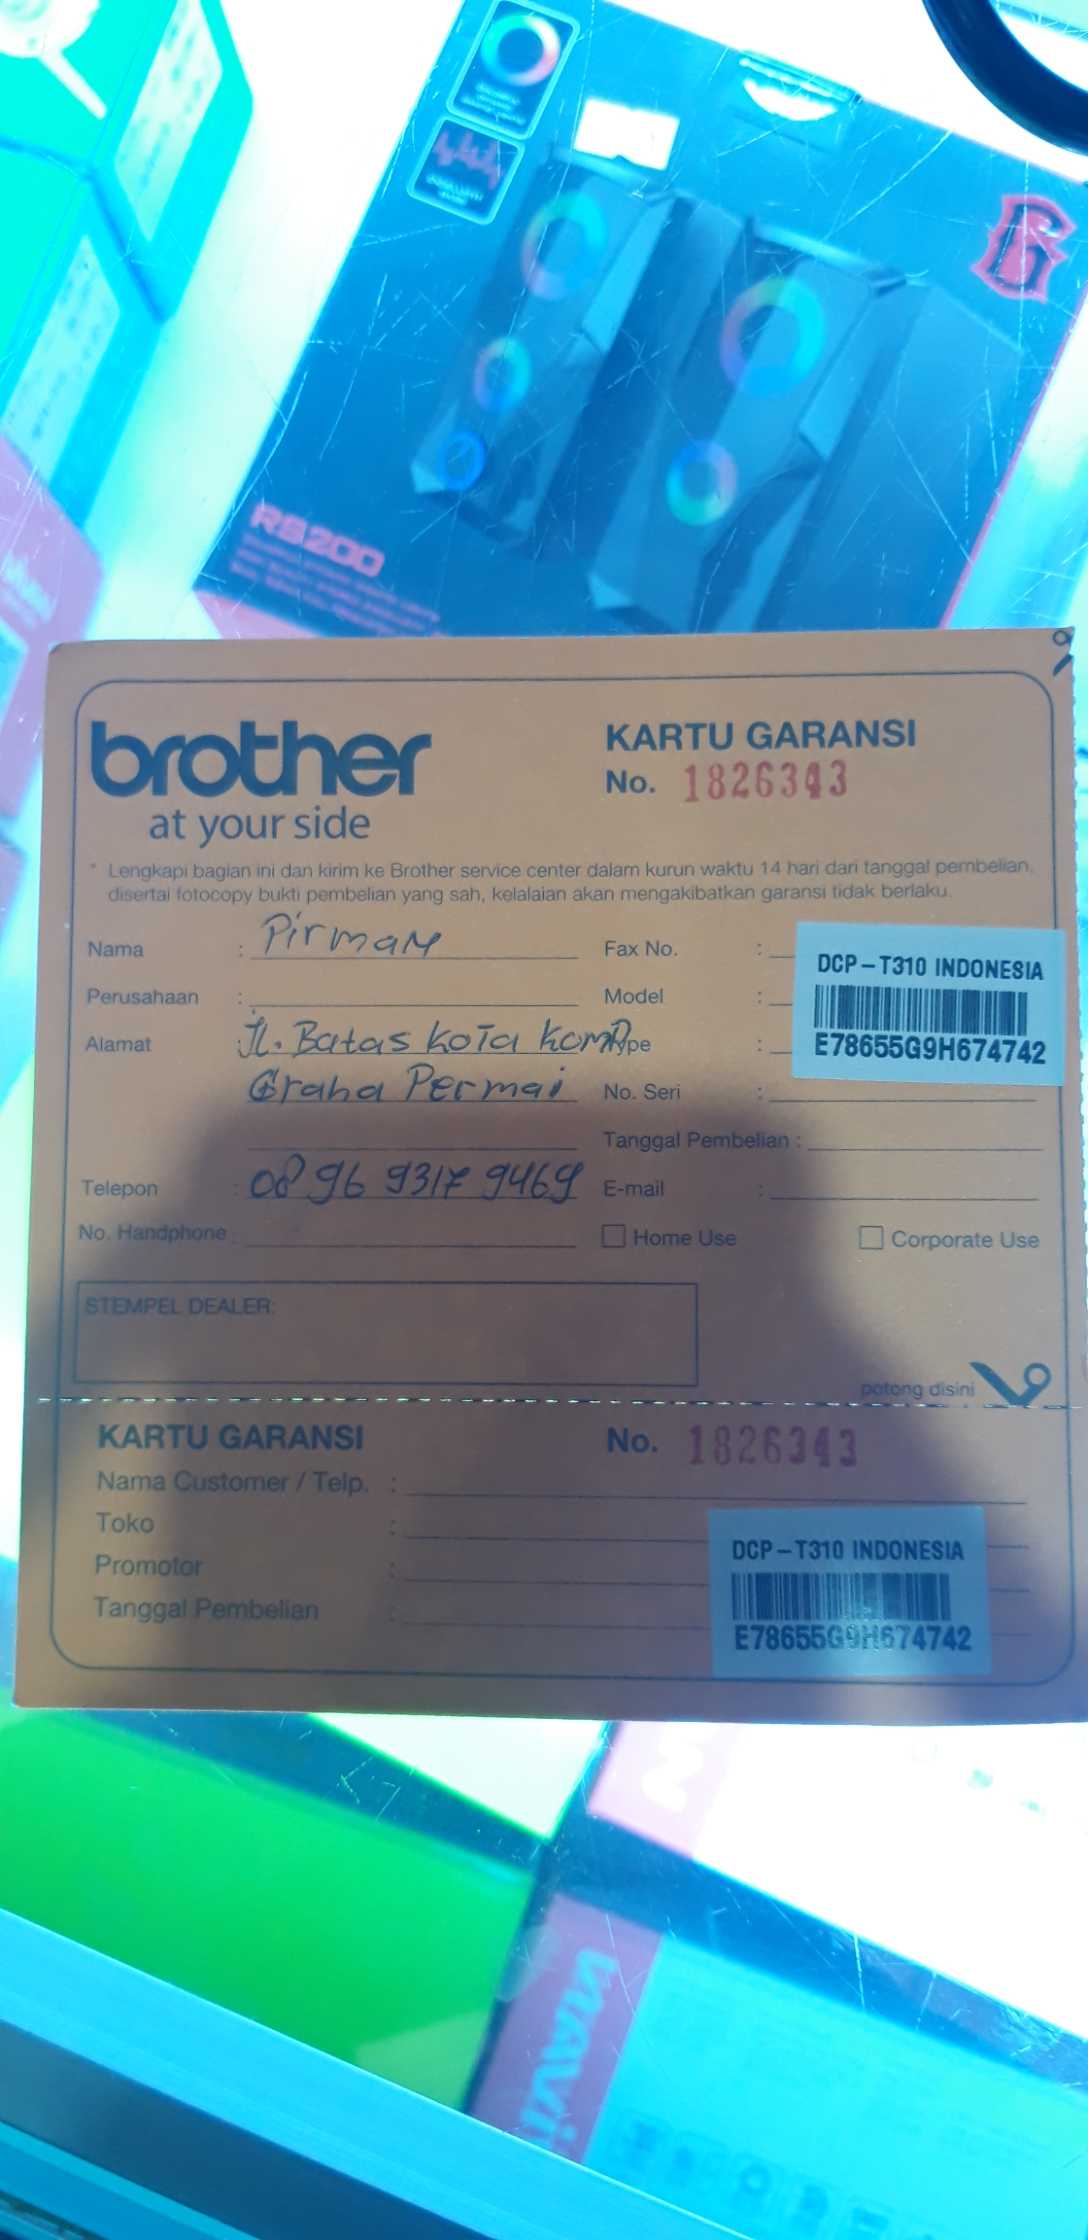 RS200
brother
at your side
KARTU GARANSI
No. 1826343
* Lengkapi bagian ini dan kirim ke Brother service center dalam kurun waktu 14 hari dari tanggal pembelian,
disertai fotocopy bukti pembelian yang sah, kelalaian akan mengakibatkan garansi tidak berlaku.
Nama : Pirman
Fax No. :
Perusahaan :
Model :
Alamat : Jl. Batas Kota Komp
Type :
Graha Permai
No. Seri :
DCP-T310 INDONESIA
E78655G9H674742
Tanggal Pembelian :
Telepon : 08 96 9317 9469
E-mail :
No. Handphone :
Home Use
Corporate Use
STEMPEL DEALER:
potong disini
KARTU GARANSI
No. 1826343
Nama Customer / Telp. :
Toko :
Promotor :
Tanggal Pembelian :
DCP-T310 INDONESIA
E78655G9H674742